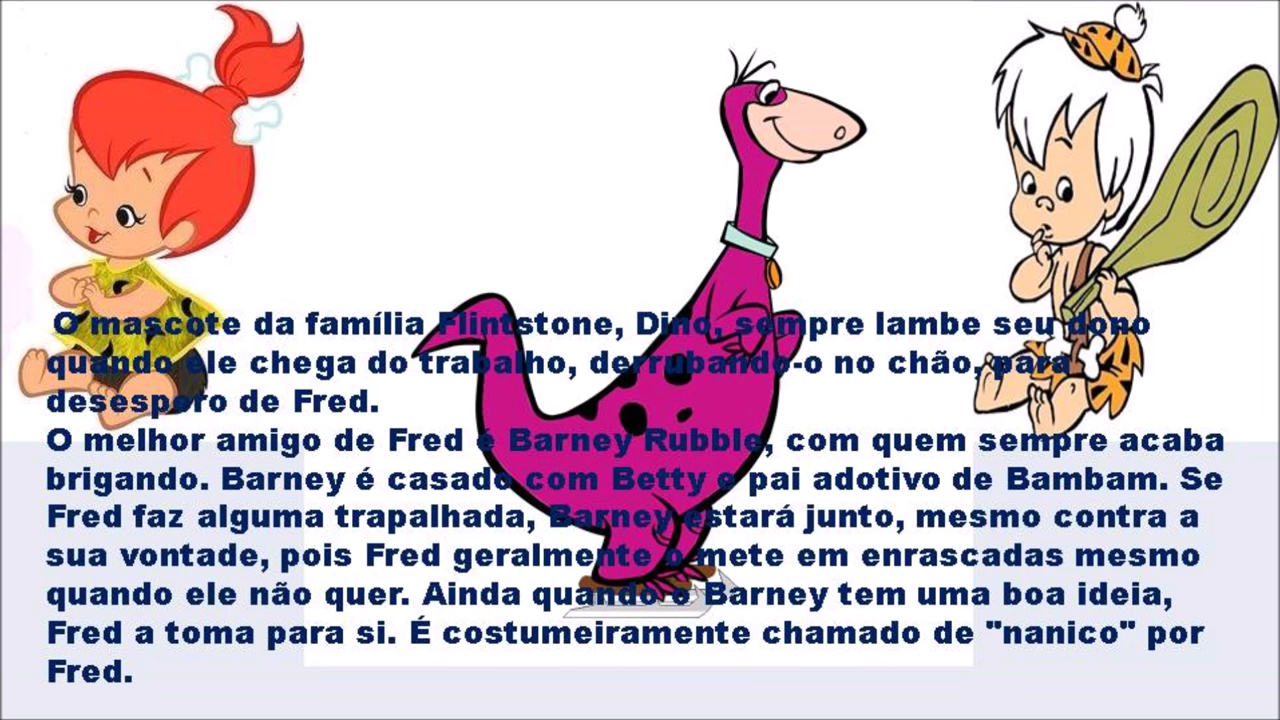 O mascote da família Flintstone, Dino, sempre lambe seu dono
quando ele chega do trabalho, derrubando-o no chão, para
desespero de Fred.
O melhor amigo de Fred é Barney Rubble, com quem sempre acaba
brigando. Barney é casado com Betty e pai adotivo de Bambam. Se
Fred faz alguma trapalhada, Barney estará junto, mesmo contra a
sua vontade, pois Fred geralmente o mete em enrascadas mesmo
quando ele não quer. Ainda quando o Barney tem uma boa ideia,
Fred a toma para si. É costumeiramente chamado de "nanico" por
Fred.